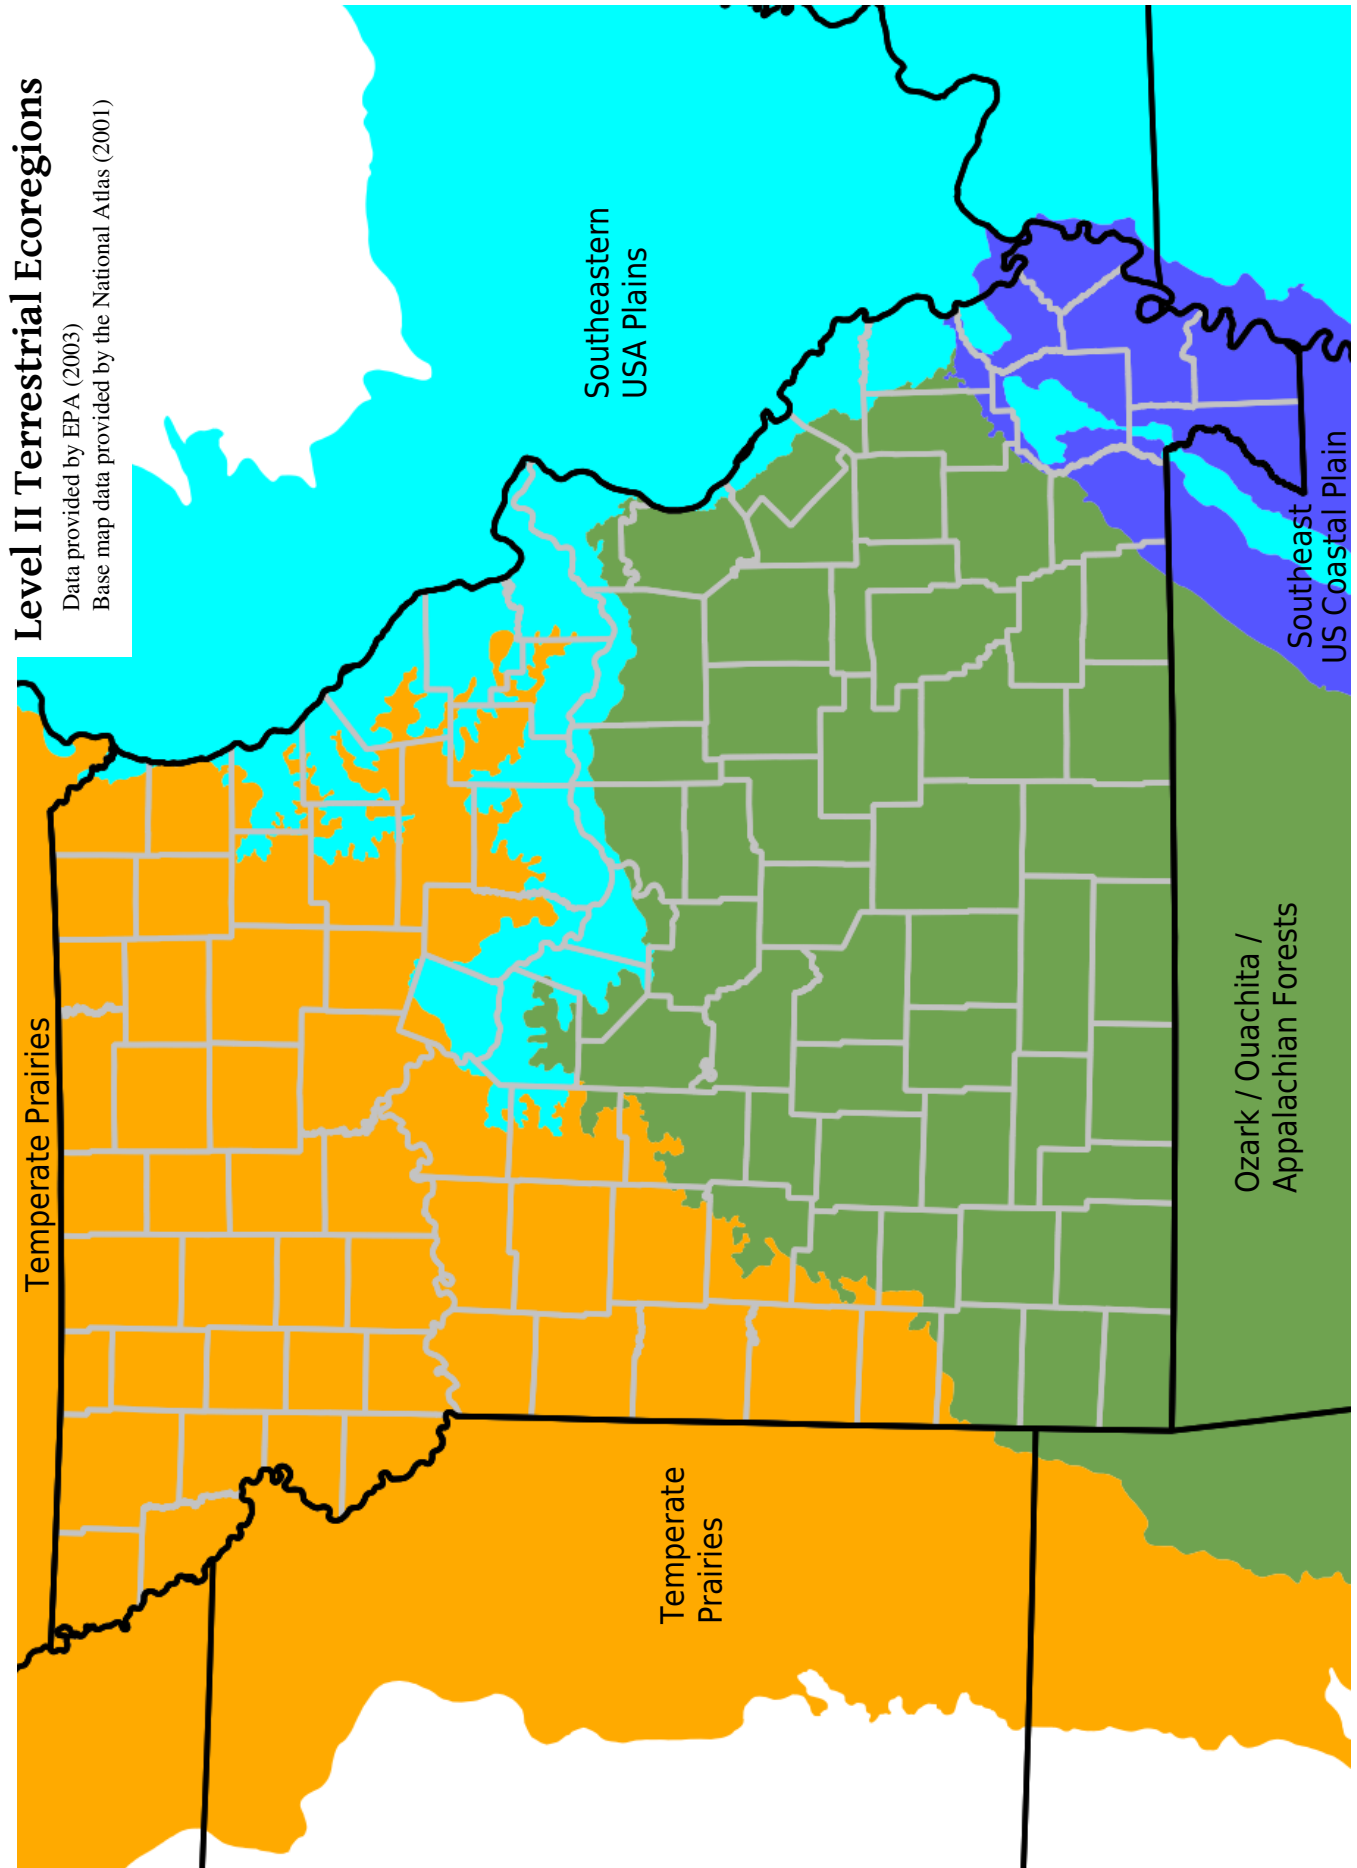 Level II Terrestrial Ecoregions
Data provided by EPA (2003)
Base map data provided by the National Atlas (2001)
Temperate Prairies
Southeastern
USA Plains
Temperate
Prairies
Ozark / Ouachita /
Appalachian Forests
Southeast
US Coastal Plain